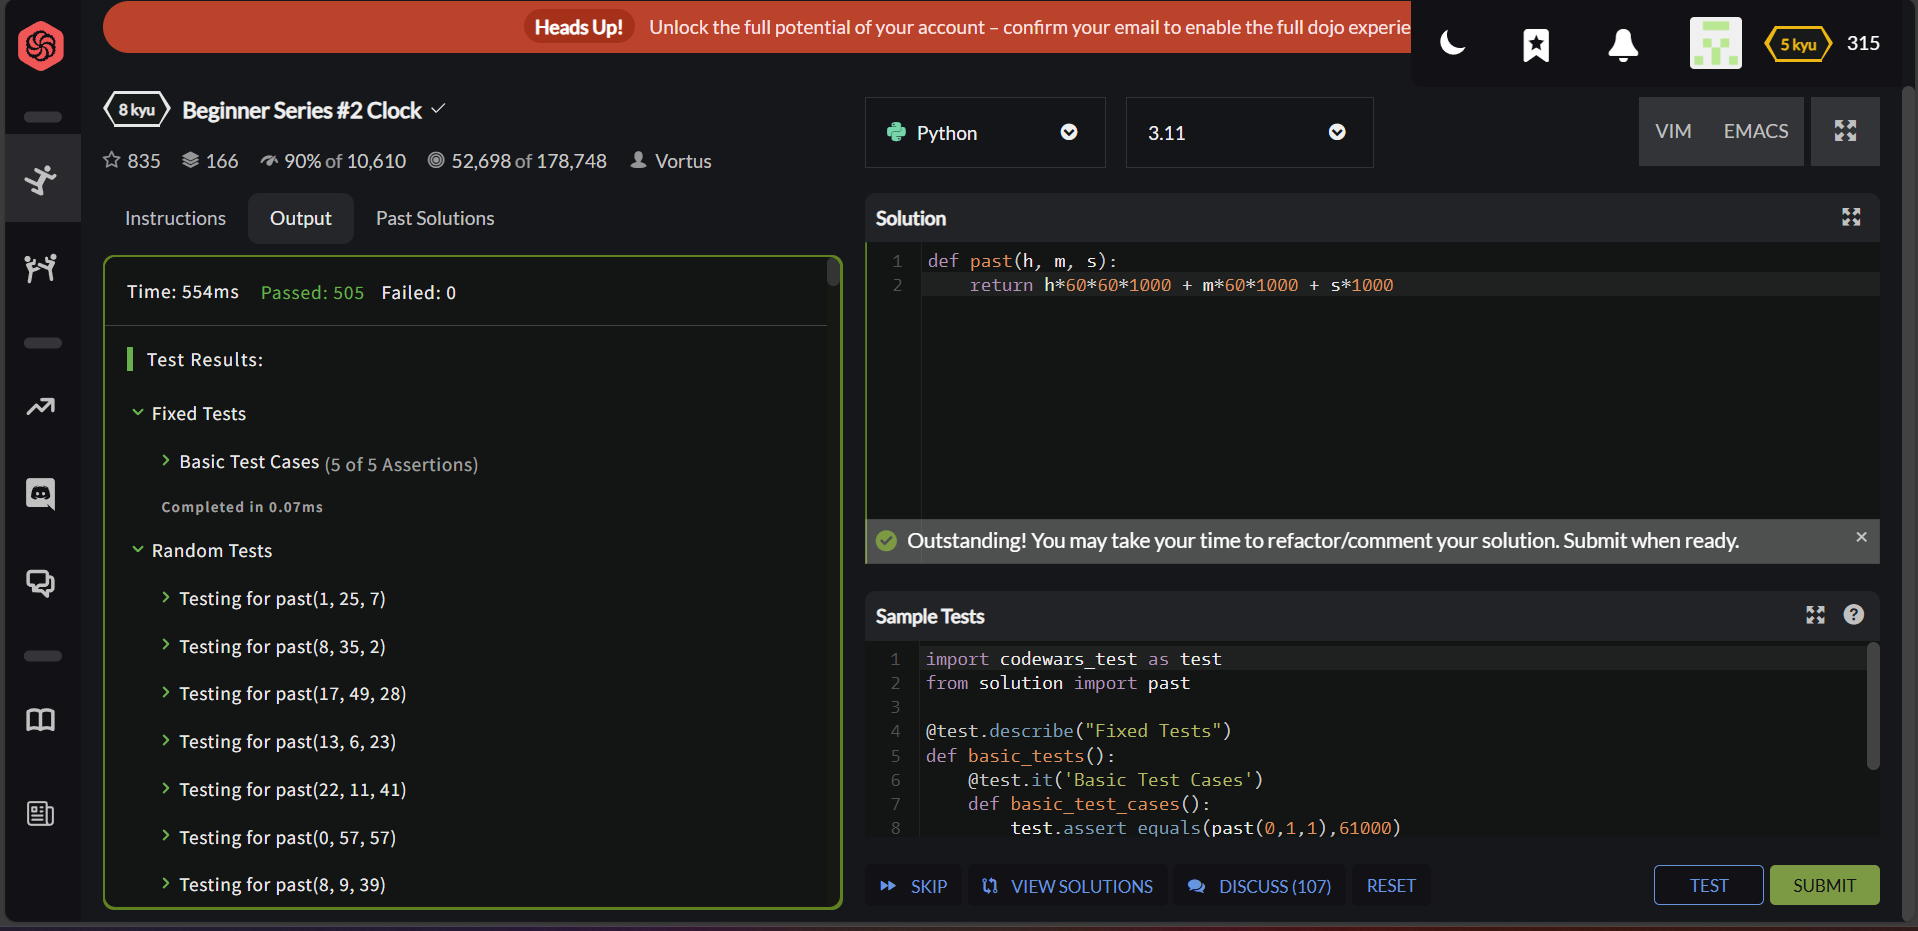 Heads Up! Unlock the full potential of your account – confirm your email to enable the full dojo experie
5 kyu 315
8 kyu Beginner Series #2 Clock
835 166 90% of 10,610 52,698 of 178,748 Vortus
Python
3.11
VIM EMACS
Instructions Output Past Solutions
Time: 554ms Passed: 505 Failed: 0
Test Results:
Fixed Tests
Basic Test Cases (5 of 5 Assertions)
Completed in 0.07ms
Random Tests
Testing for past(1, 25, 7)
Testing for past(8, 35, 2)
Testing for past(17, 49, 28)
Testing for past(13, 6, 23)
Testing for past(22, 11, 41)
Testing for past(0, 57, 57)
Testing for past(8, 9, 39)
Solution
1 def past(h, m, s):
2     return h*60*60*1000 + m*60*1000 + s*1000
Outstanding! You may take your time to refactor/comment your solution. Submit when ready. ×
Sample Tests ?
1 import codewars_test as test
2 from solution import past
3
4 @test.describe("Fixed Tests")
5 def basic_tests():
6     @test.it('Basic Test Cases')
7     def basic_test_cases():
8         test.assert_equals(past(0,1,1),61000)
SKIP VIEW SOLUTIONS DISCUSS (107) RESET TEST SUBMIT